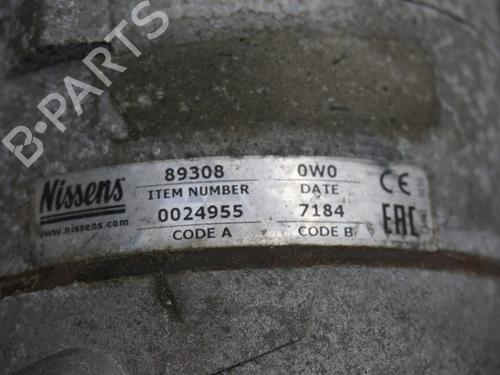 B-PARTS
Nissens
www.nissens.com
89308
ITEM NUMBER
0024955
CODE A
0W0
DATE
7184
CODE B
CE
EAC